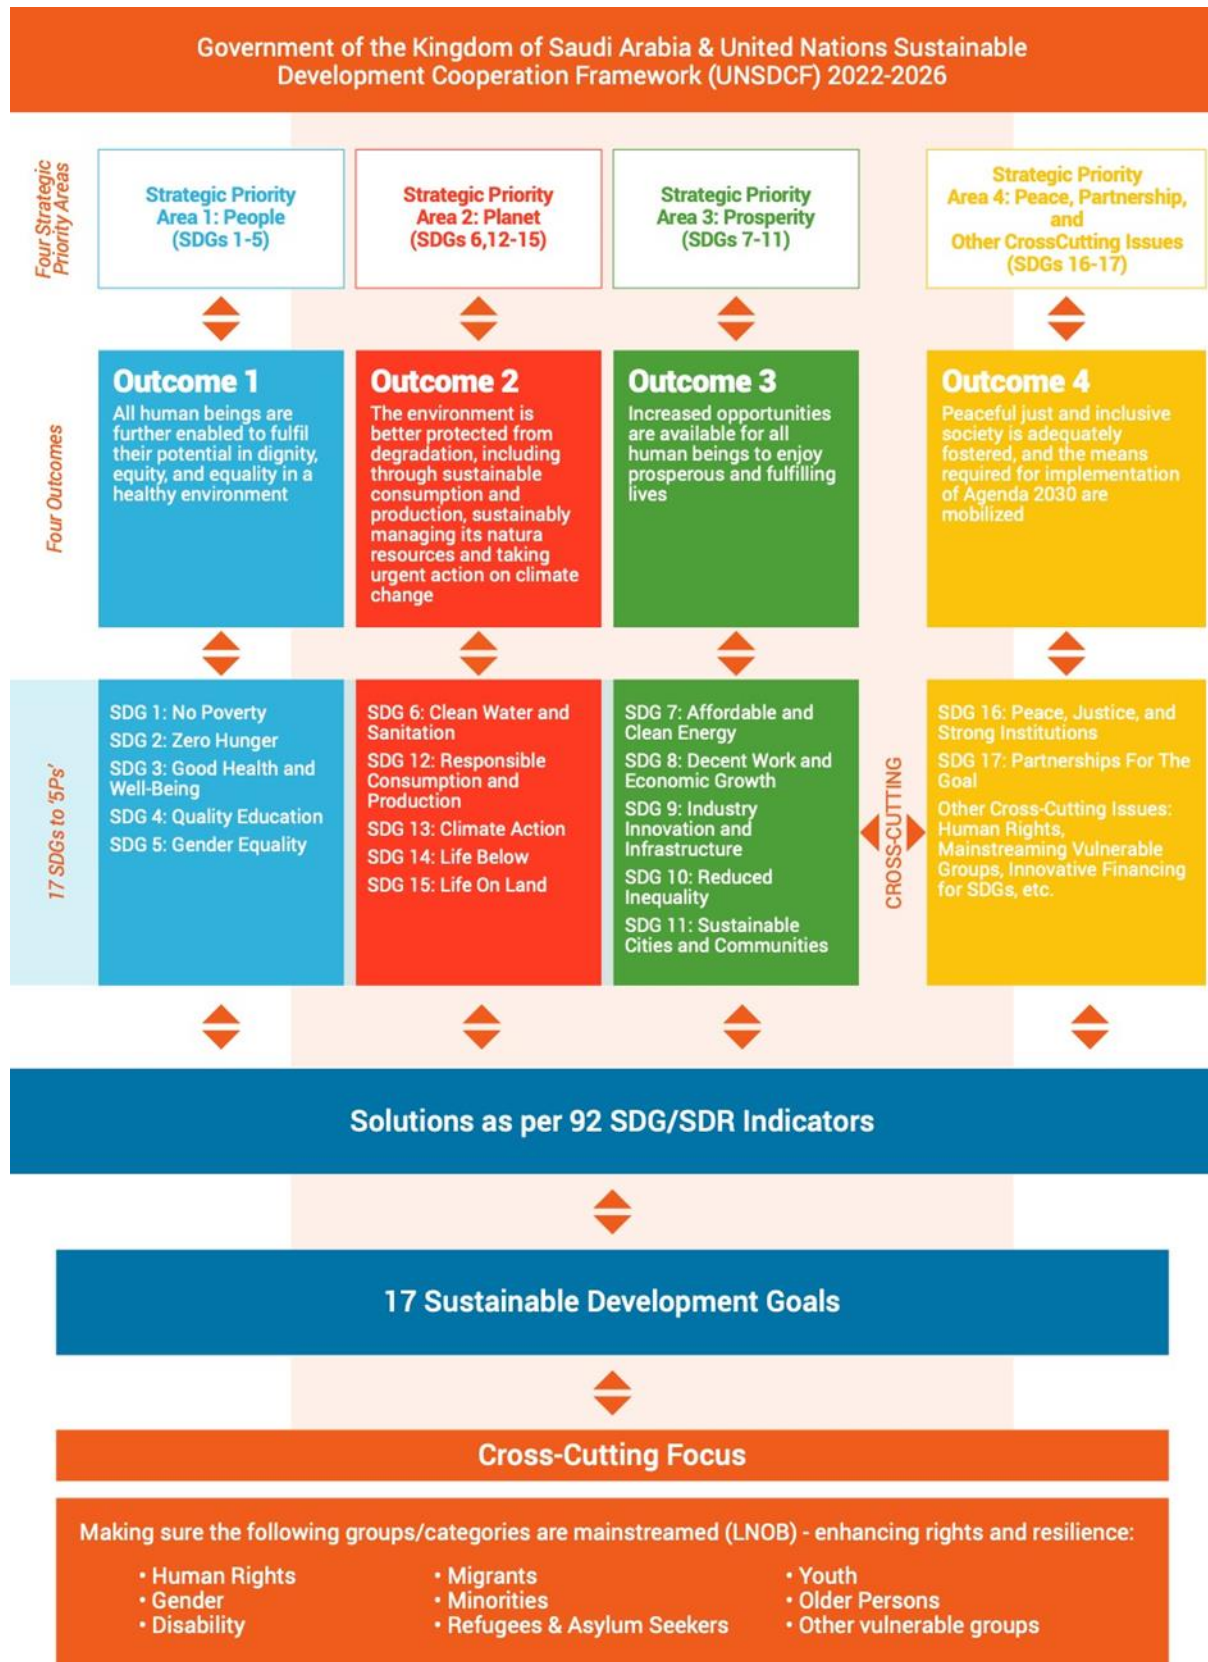 Government of the Kingdom of Saudi Arabia & United Nations Sustainable
Development Cooperation Framework (UNSDCF) 2022-2026
Four Strategic
Priority Areas
Strategic Priority
Area 1: People
(SDGs 1-5)
Strategic Priority
Area 2: Planet
(SDGs 6,12-15)
Strategic Priority
Area 3: Prosperity
(SDGs 7-11)
Strategic Priority
Area 4: Peace, Partnership,
and
Other CrossCutting Issues
(SDGs 16-17)
Four Outcomes
Outcome 1
All human beings are
further enabled to fulfil
their potential in dignity,
equity, and equality in a
healthy environment
Outcome 2
The environment is
better protected from
degradation, including
through sustainable
consumption and
production, sustainably
managing its natura
resources and taking
urgent action on climate
change
Outcome 3
Increased opportunities
are available for all
human beings to enjoy
prosperous and fulfilling
lives
Outcome 4
Peaceful just and inclusive
society is adequately
fostered, and the means
required for implementation
of Agenda 2030 are
mobilized
17 SDGs to '5Ps'
SDG 1: No Poverty
SDG 2: Zero Hunger
SDG 3: Good Health and
Well-Being
SDG 4: Quality Education
SDG 5: Gender Equality
SDG 6: Clean Water and
Sanitation
SDG 12: Responsible
Consumption and
Production
SDG 13: Climate Action
SDG 14: Life Below
SDG 15: Life On Land
SDG 7: Affordable and
Clean Energy
SDG 8: Decent Work and
Economic Growth
SDG 9: Industry
Innovation and
Infrastructure
SDG 10: Reduced
Inequality
SDG 11: Sustainable
Cities and Communities
CROSS-CUTTING
SDG 16: Peace, Justice, and
Strong Institutions
SDG 17: Partnerships For The
Goal
Other Cross-Cutting Issues:
Human Rights,
Mainstreaming Vulnerable
Groups, Innovative Financing
for SDGs, etc.
Solutions as per 92 SDG/SDR Indicators
17 Sustainable Development Goals
Cross-Cutting Focus
Making sure the following groups/categories are mainstreamed (LNOB) - enhancing rights and resilience:
• Human Rights
• Gender
• Disability
• Migrants
• Minorities
• Refugees & Asylum Seekers
• Youth
• Older Persons
• Other vulnerable groups